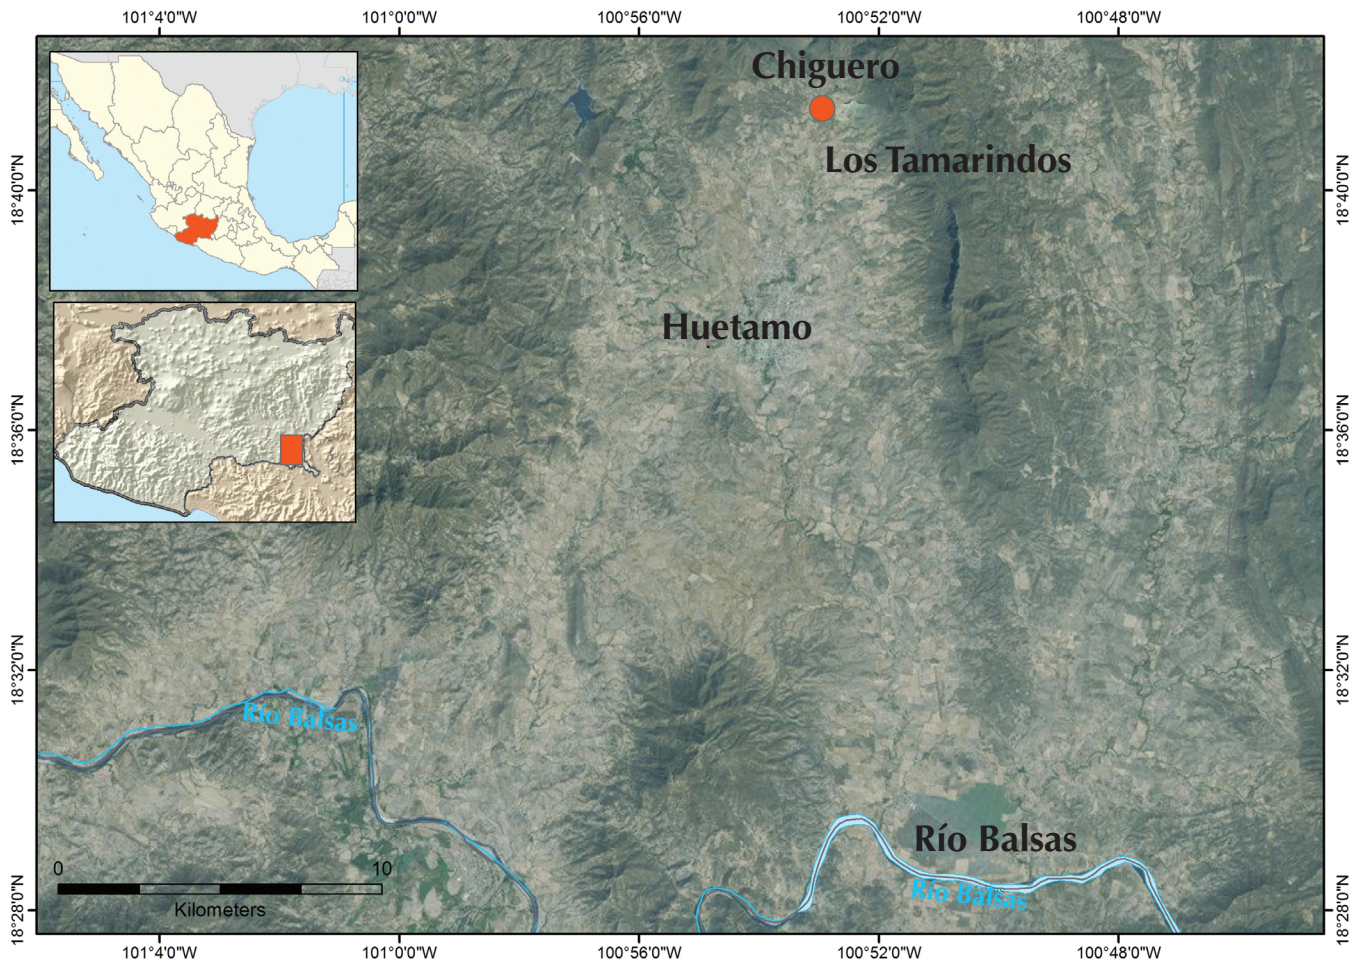 101°4'0"W 101°0'0"W 100°56'0"W 100°52'0"W 100°48'0"W
Chiguero
Los Tamarindos
18°40'0"N 18°40'0"N
Huetamo
18°36'0"N 18°36'0"N
18°32'0"N 18°32'0"N
Río Balsas
Río Balsas
0 10
Kilometers
Río Balsas
18°28'0"N 18°28'0"N
101°4'0"W 101°0'0"W 100°56'0"W 100°52'0"W 100°48'0"W